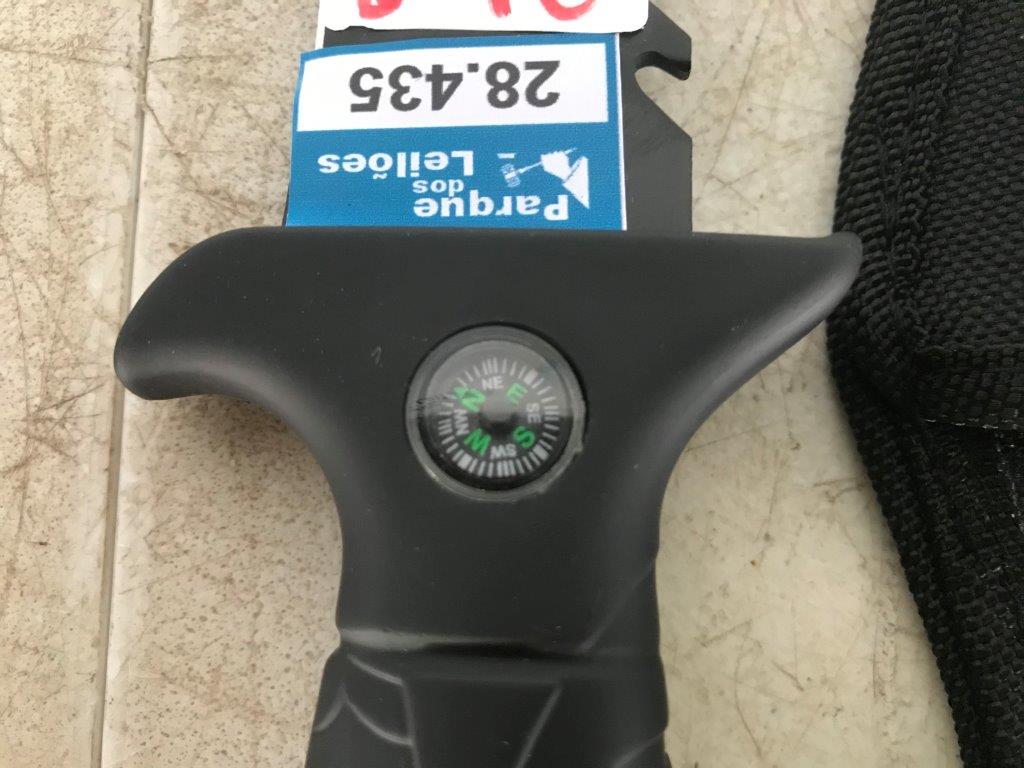 Parque
dos
Leilões
28.435
NE
E
SE
S
SW
W
NW
N